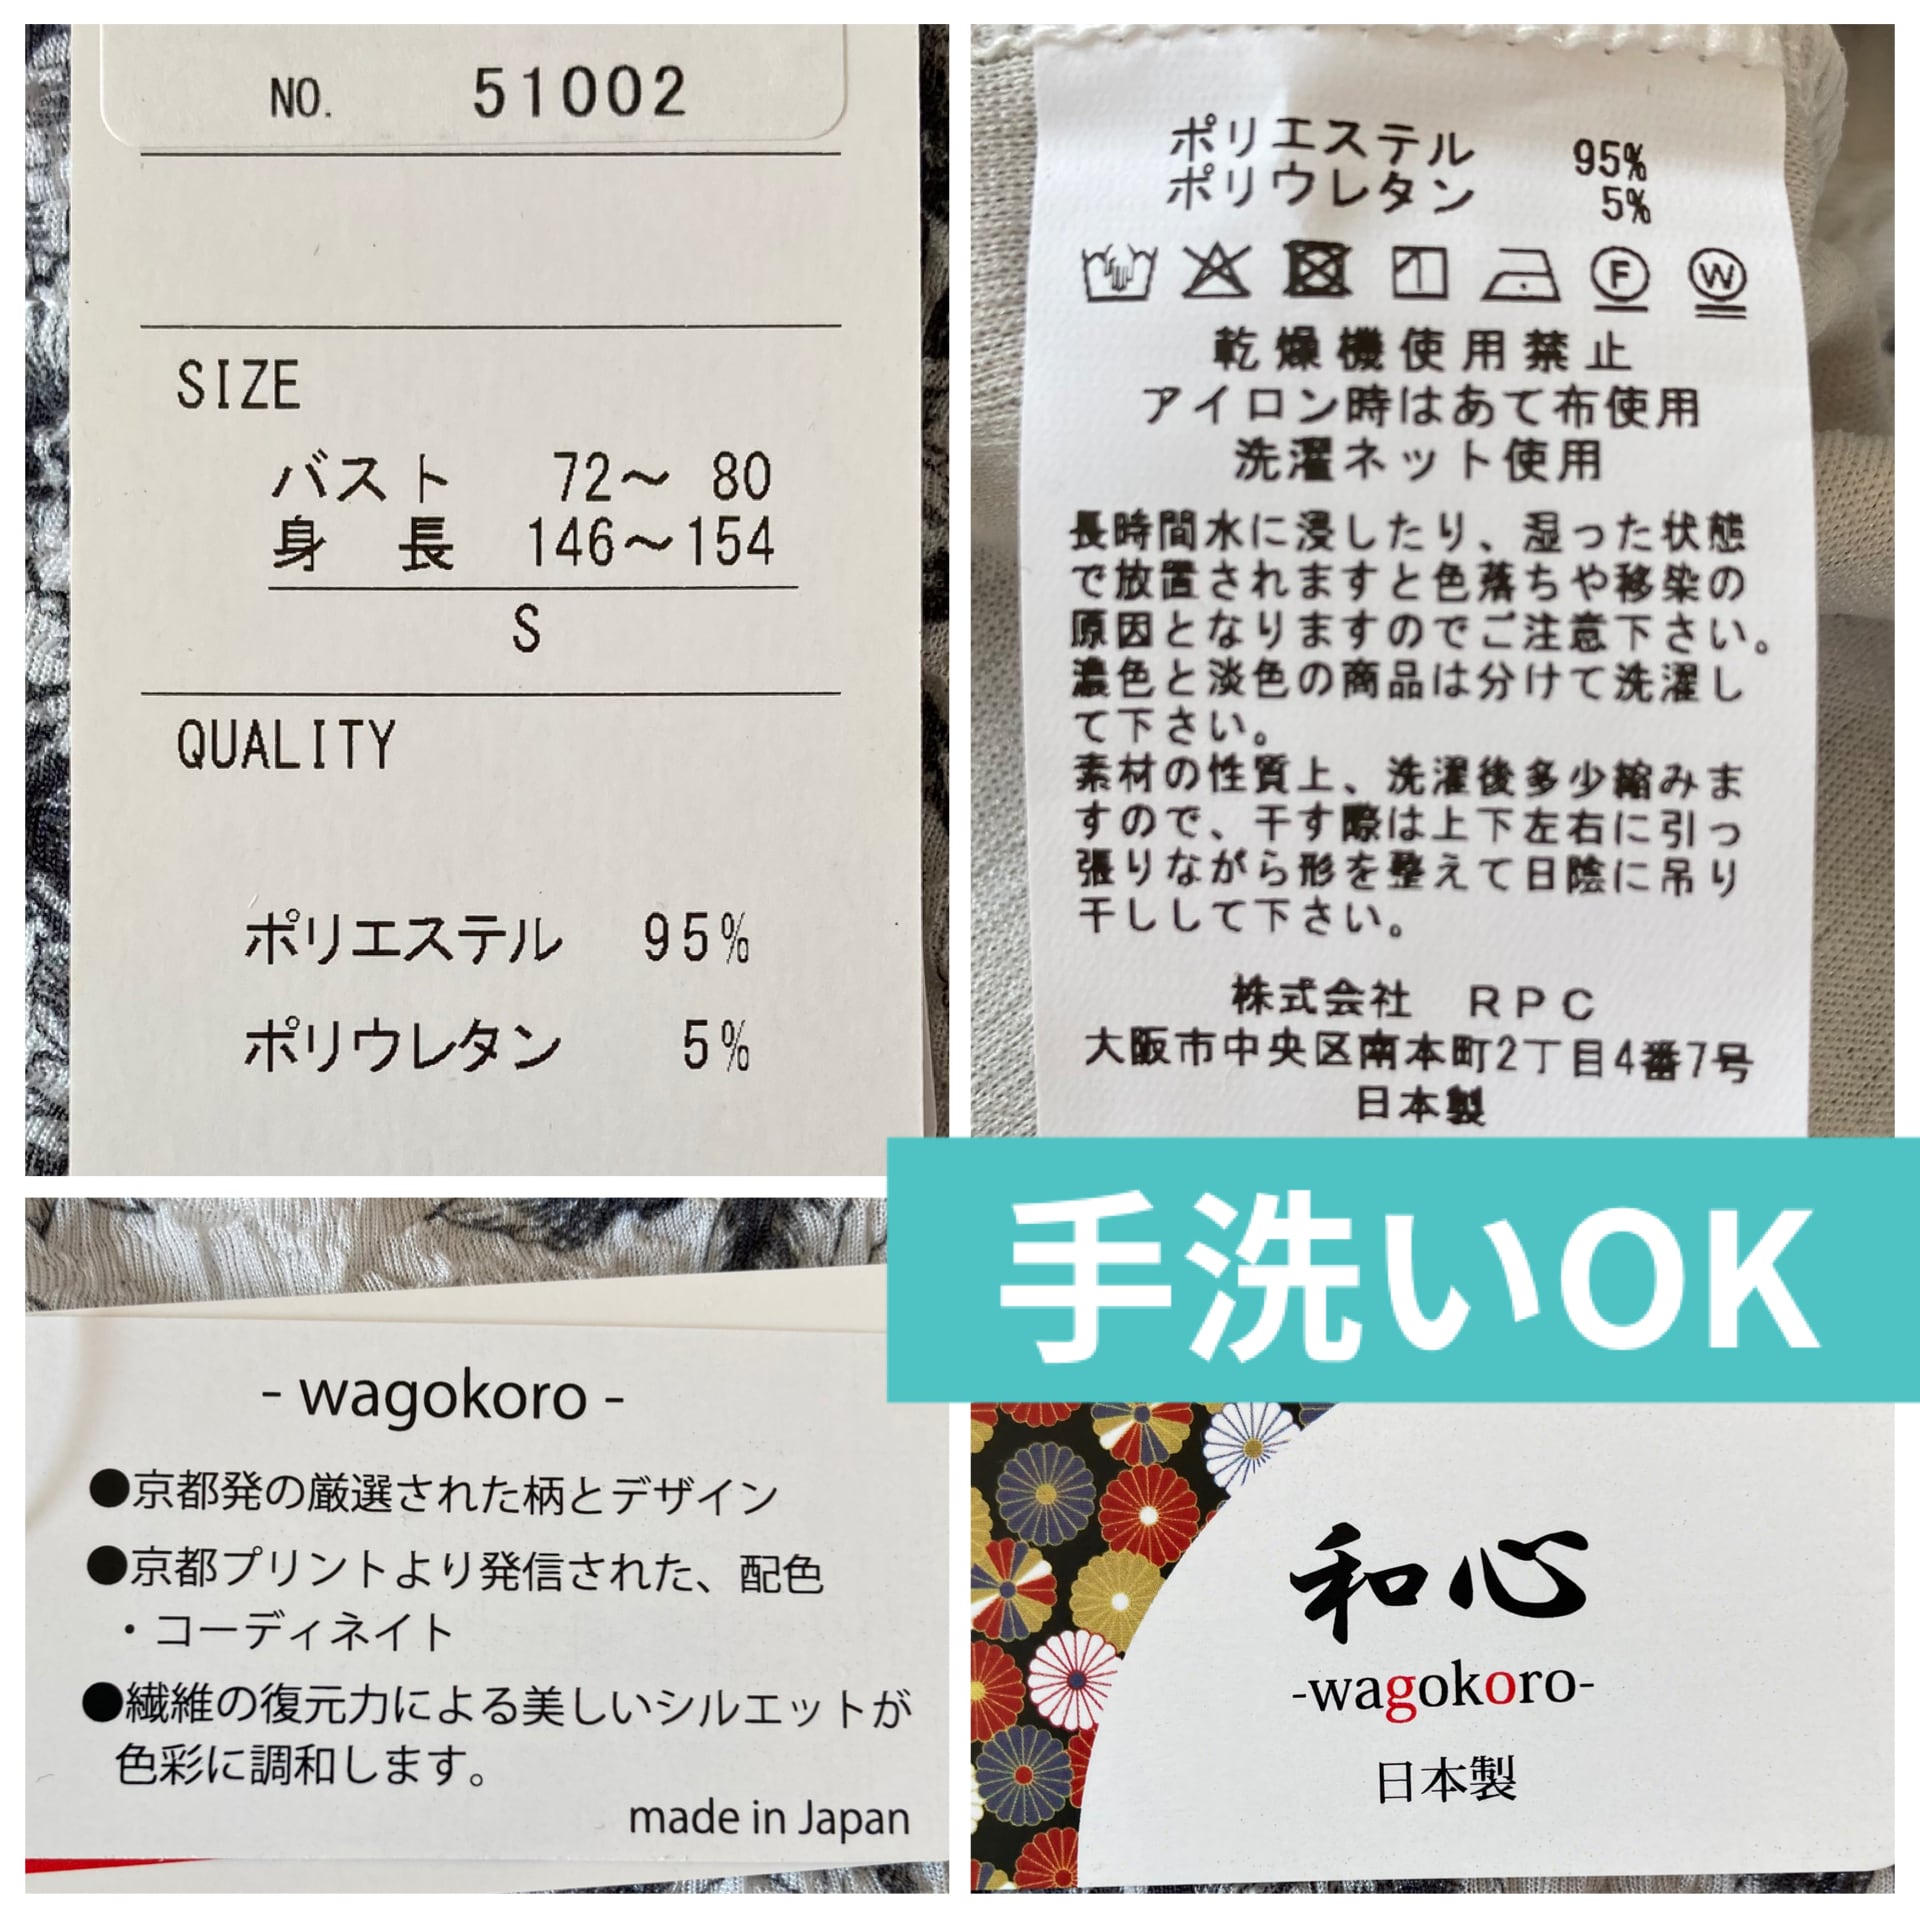 NO. 51002
SIZE
バスト 72～ 80
身 長 146～154
S
QUALITY
ポリエステル 95%
ポリウレタン 5%
ポリエステル 95%
ポリウレタン 5%
F W
乾燥機使用禁止
アイロン時はあて布使用
洗濯ネット使用
長時間水に浸したり、湿った状態
で放置されますと色落ちや移染の
原因となりますのでご注意下さい。
濃色と淡色の商品は分けて洗濯し
て下さい。
素材の性質上、洗濯後多少縮みま
すので、干す際は上下左右に引っ
張りながら形を整えて日陰に吊り
干しして下さい。
株式会社 RPC
大阪市中央区南本町2丁目4番7号
日本製
手洗いOK
- wagokoro -
●京都発の厳選された柄とデザイン
●京都プリントより発信された、配色
・コーディネイト
●繊維の復元力による美しいシルエットが
色彩に調和します。
made in Japan
和心
-wagokoro-
日本製